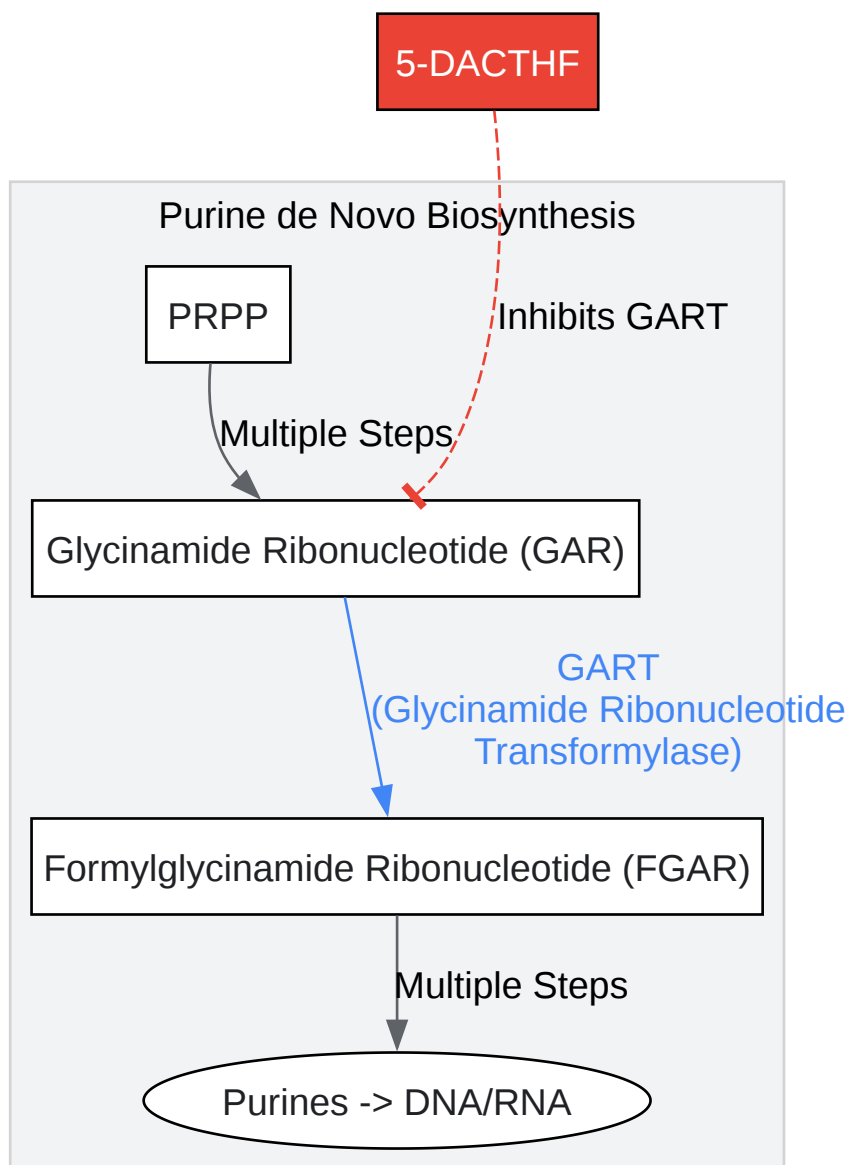 5-DACTHF
Purine de Novo Biosynthesis
PRPP
Inhibits GART
Multiple Steps
Glycinamide Ribonucleotide (GAR)
GART
(Glycinamide Ribonucleotide
Transformylase)
Formylglycinamide Ribonucleotide (FGAR)
Multiple Steps
Purines -> DNA/RNA